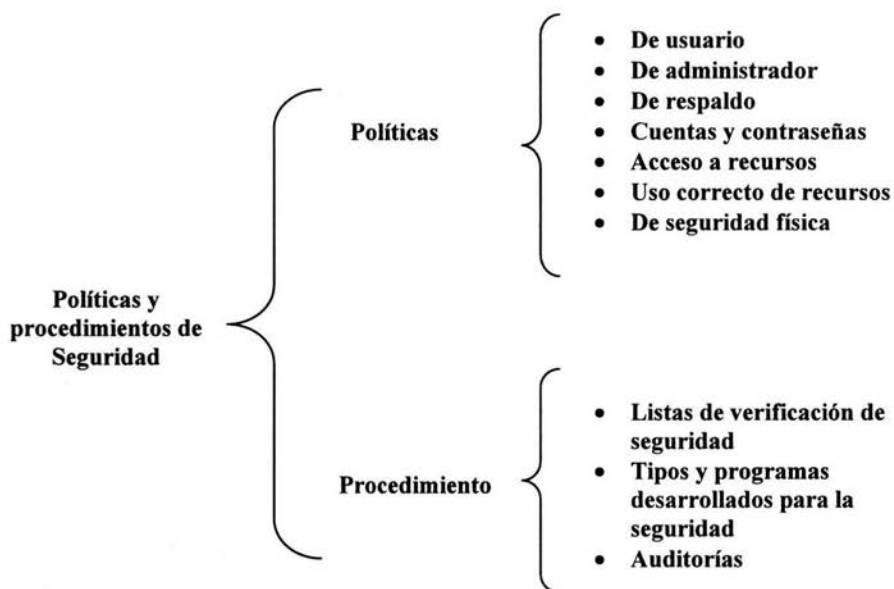 Políticas y
procedimientos de
Seguridad
Políticas
• De usuario
• De administrador
• De respaldo
• Cuentas y contraseñas
• Acceso a recursos
• Uso correcto de recursos
• De seguridad física
Procedimiento
• Listas de verificación de
seguridad
• Tipos y programas
desarrollados para la
seguridad
• Auditorías